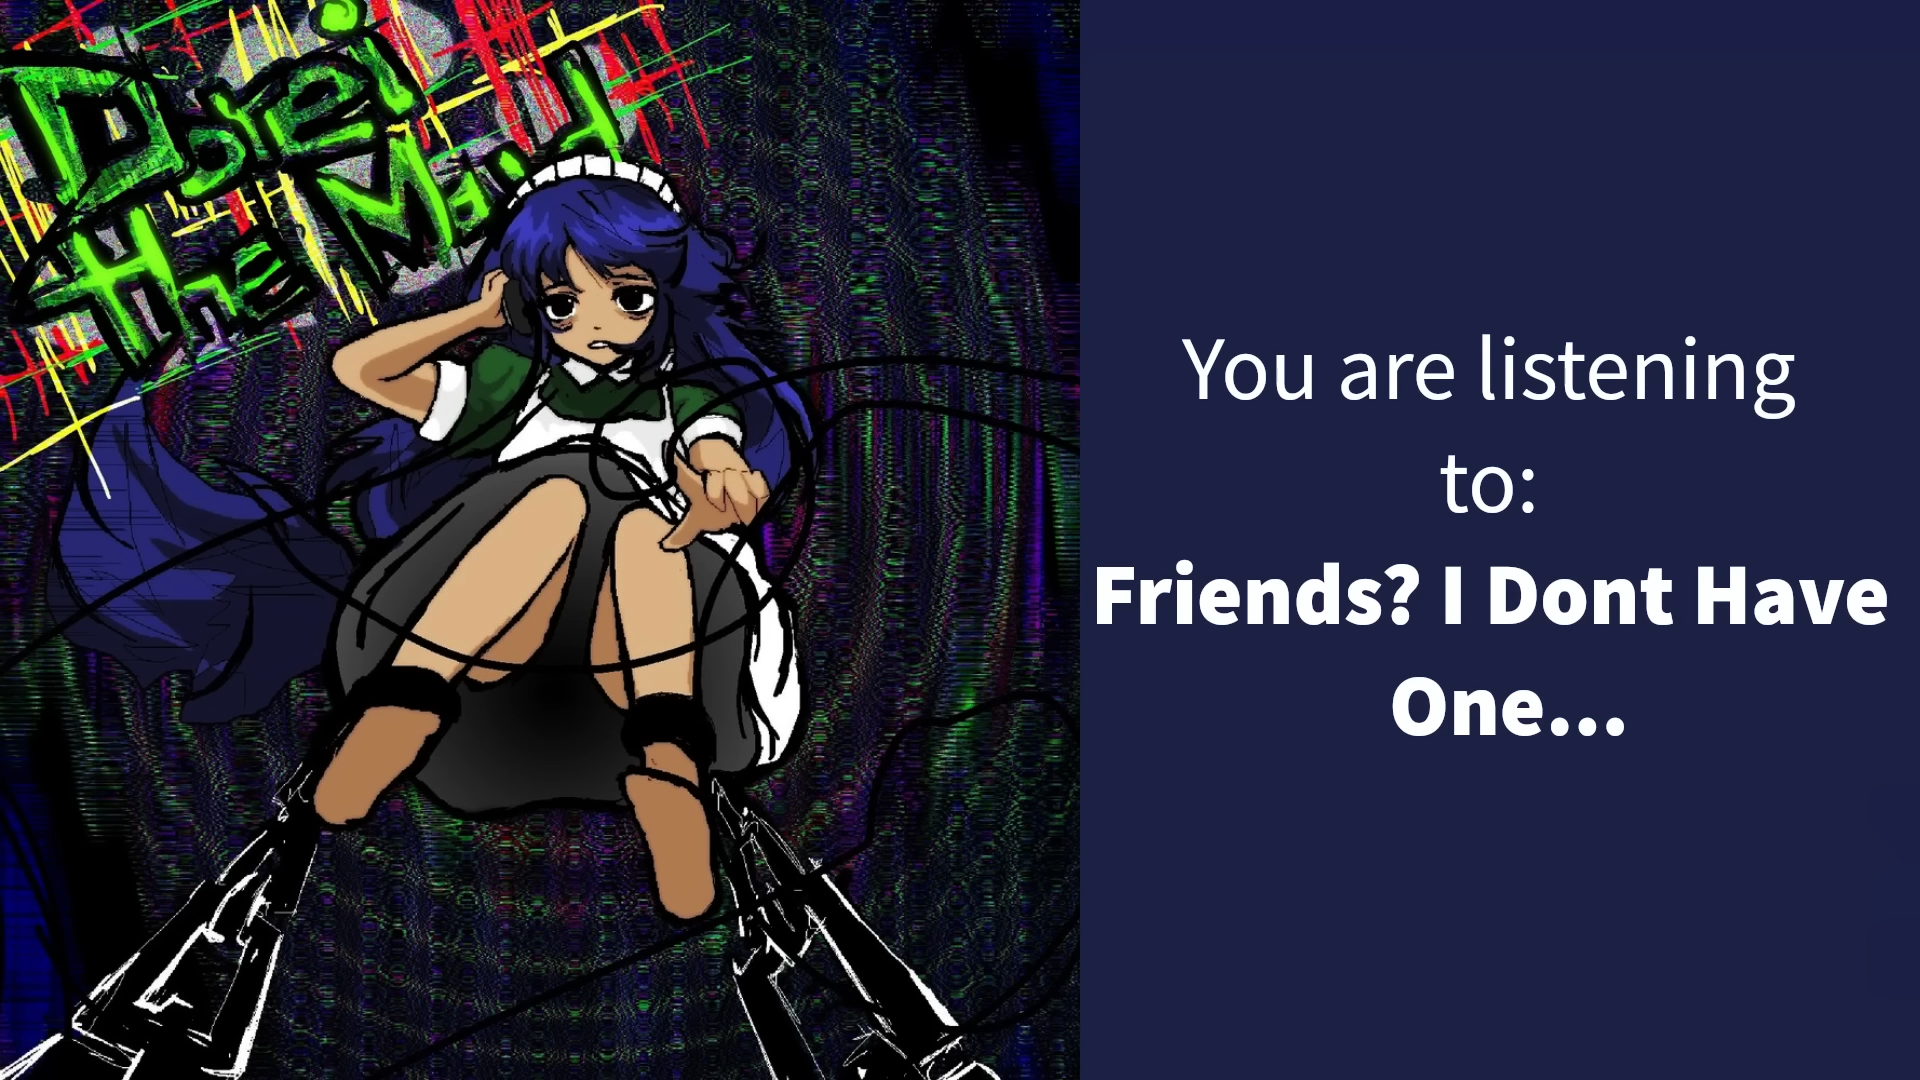 Dorei
the Maid
You are listening
to:
Friends? I Dont Have
One...